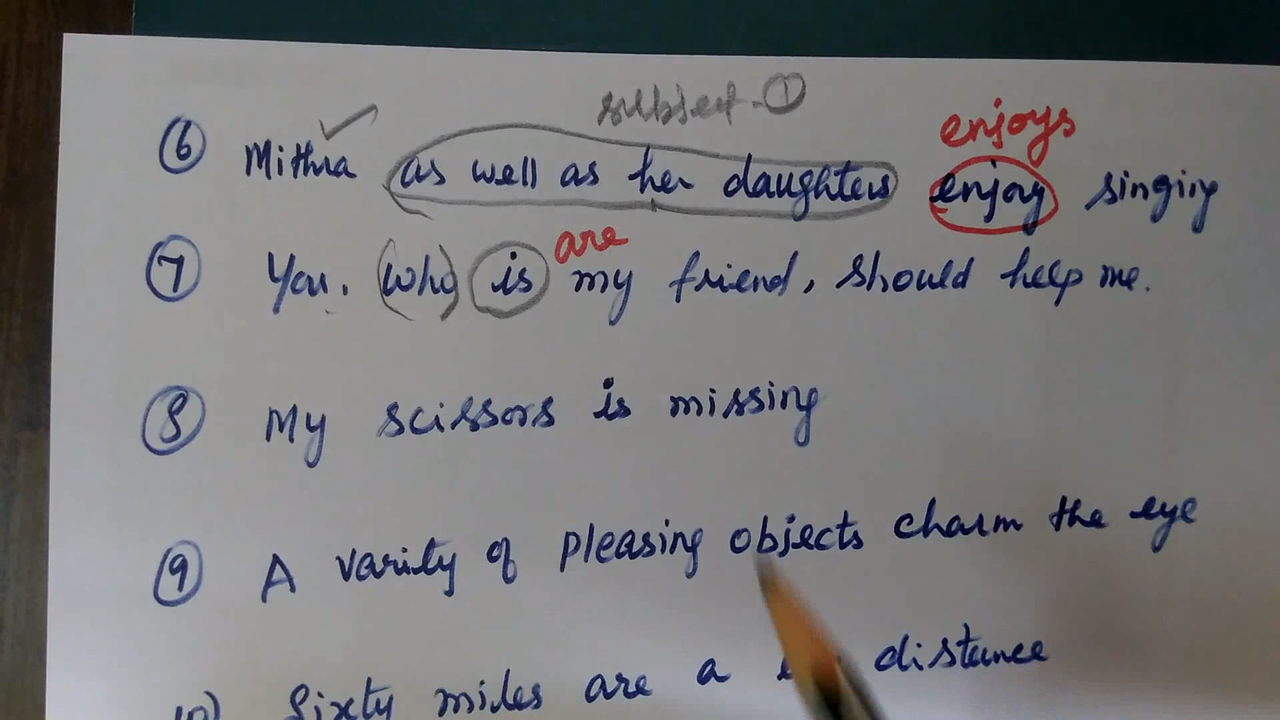 subject - ①
enjoys
⑥ Mithra as well as her daughters enjoy singing
are
⑦ You, (who) is my friend, should help me.
⑧ My scissors is missing
⑨ A varity of pleasing objects charm the eye
10) Sixty miles are a distance